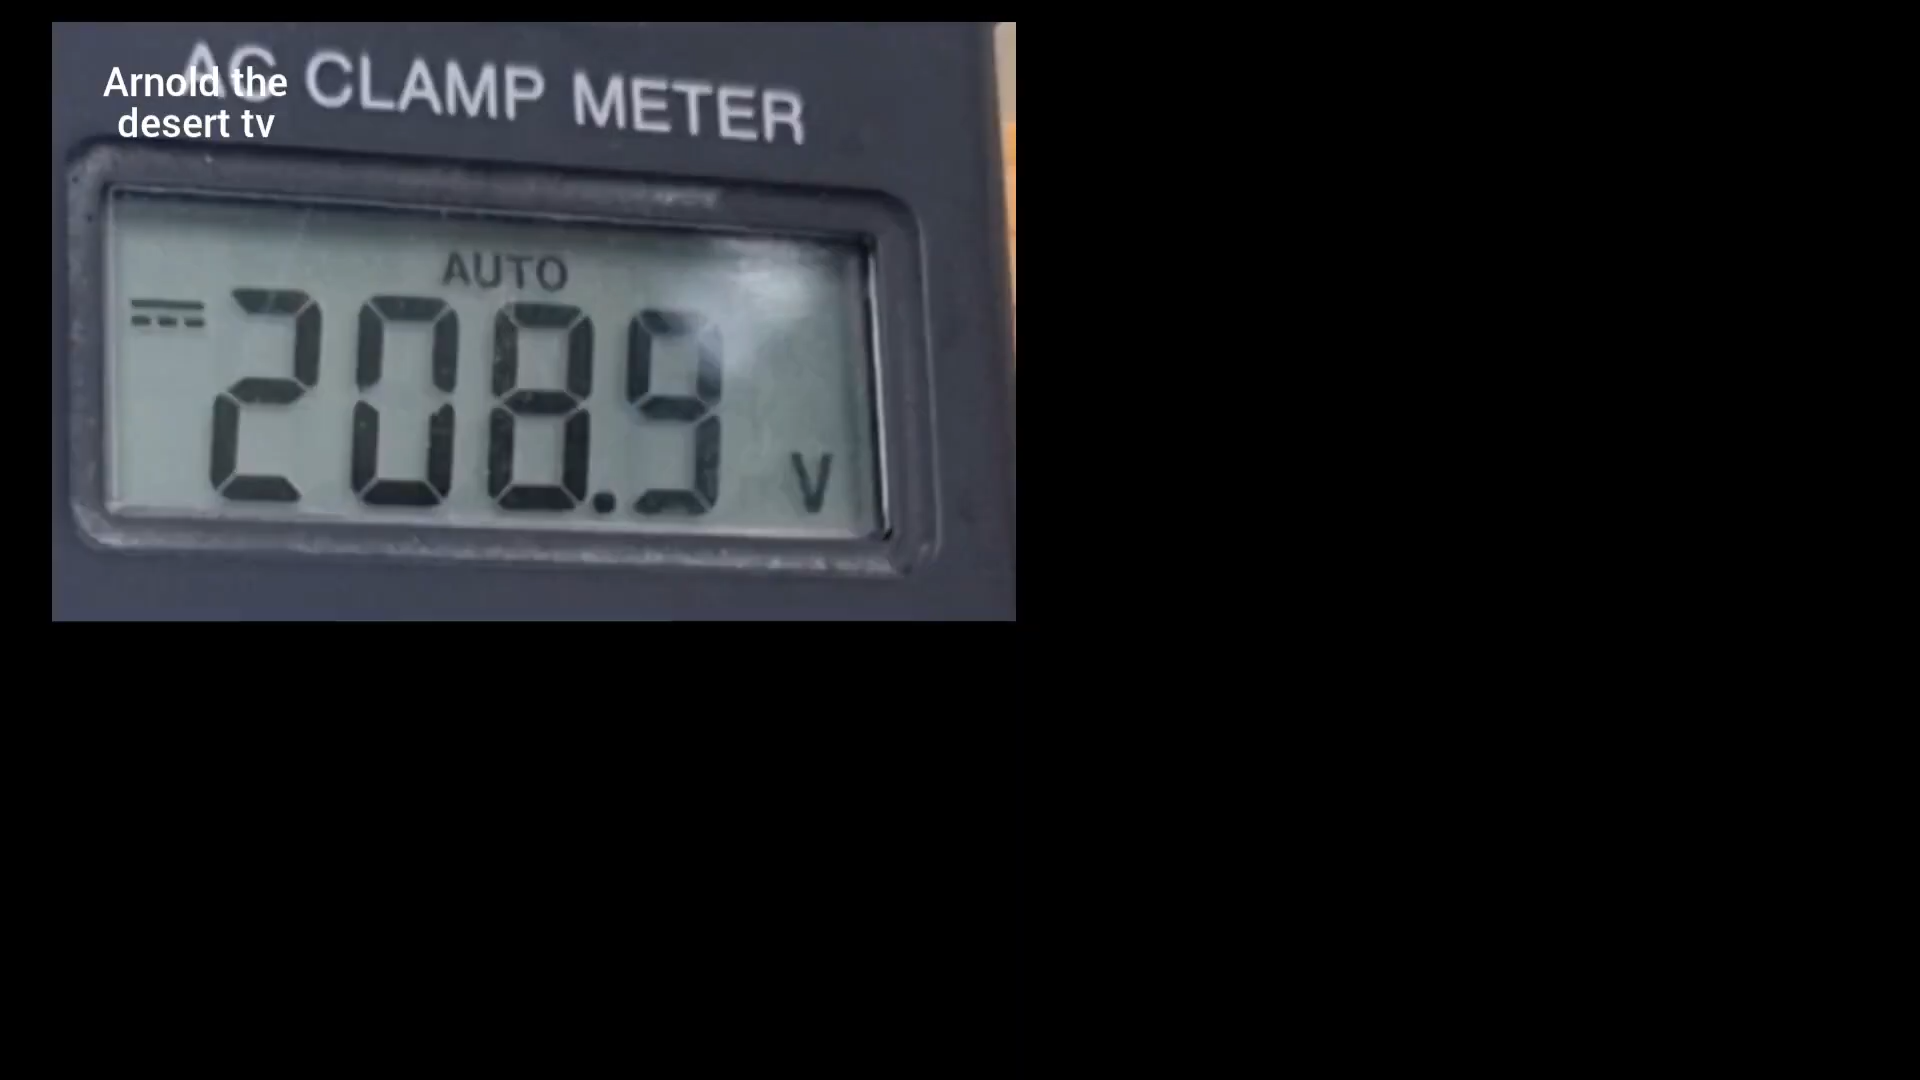 AC CLAMP METER
Arnold the
desert tv
AUTO
208.9 V